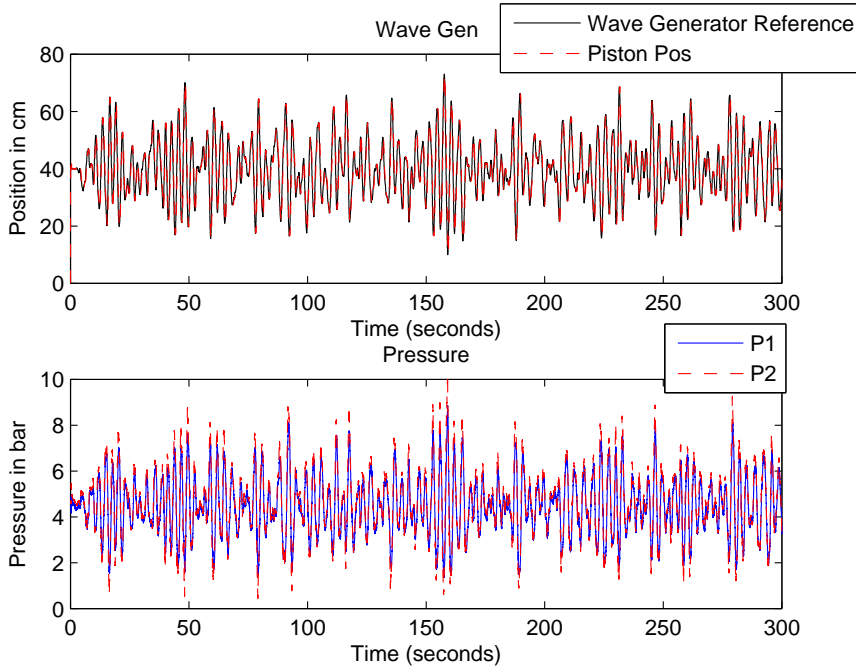 Wave Gen
Wave Generator Reference
Piston Pos
Position in cm
80
60
40
20
0
0 50 100 150 200 250 300
Time (seconds)
Pressure
P1
P2
Pressure in bar
10
8
6
4
2
0
0 50 100 150 200 250 300
Time (seconds)